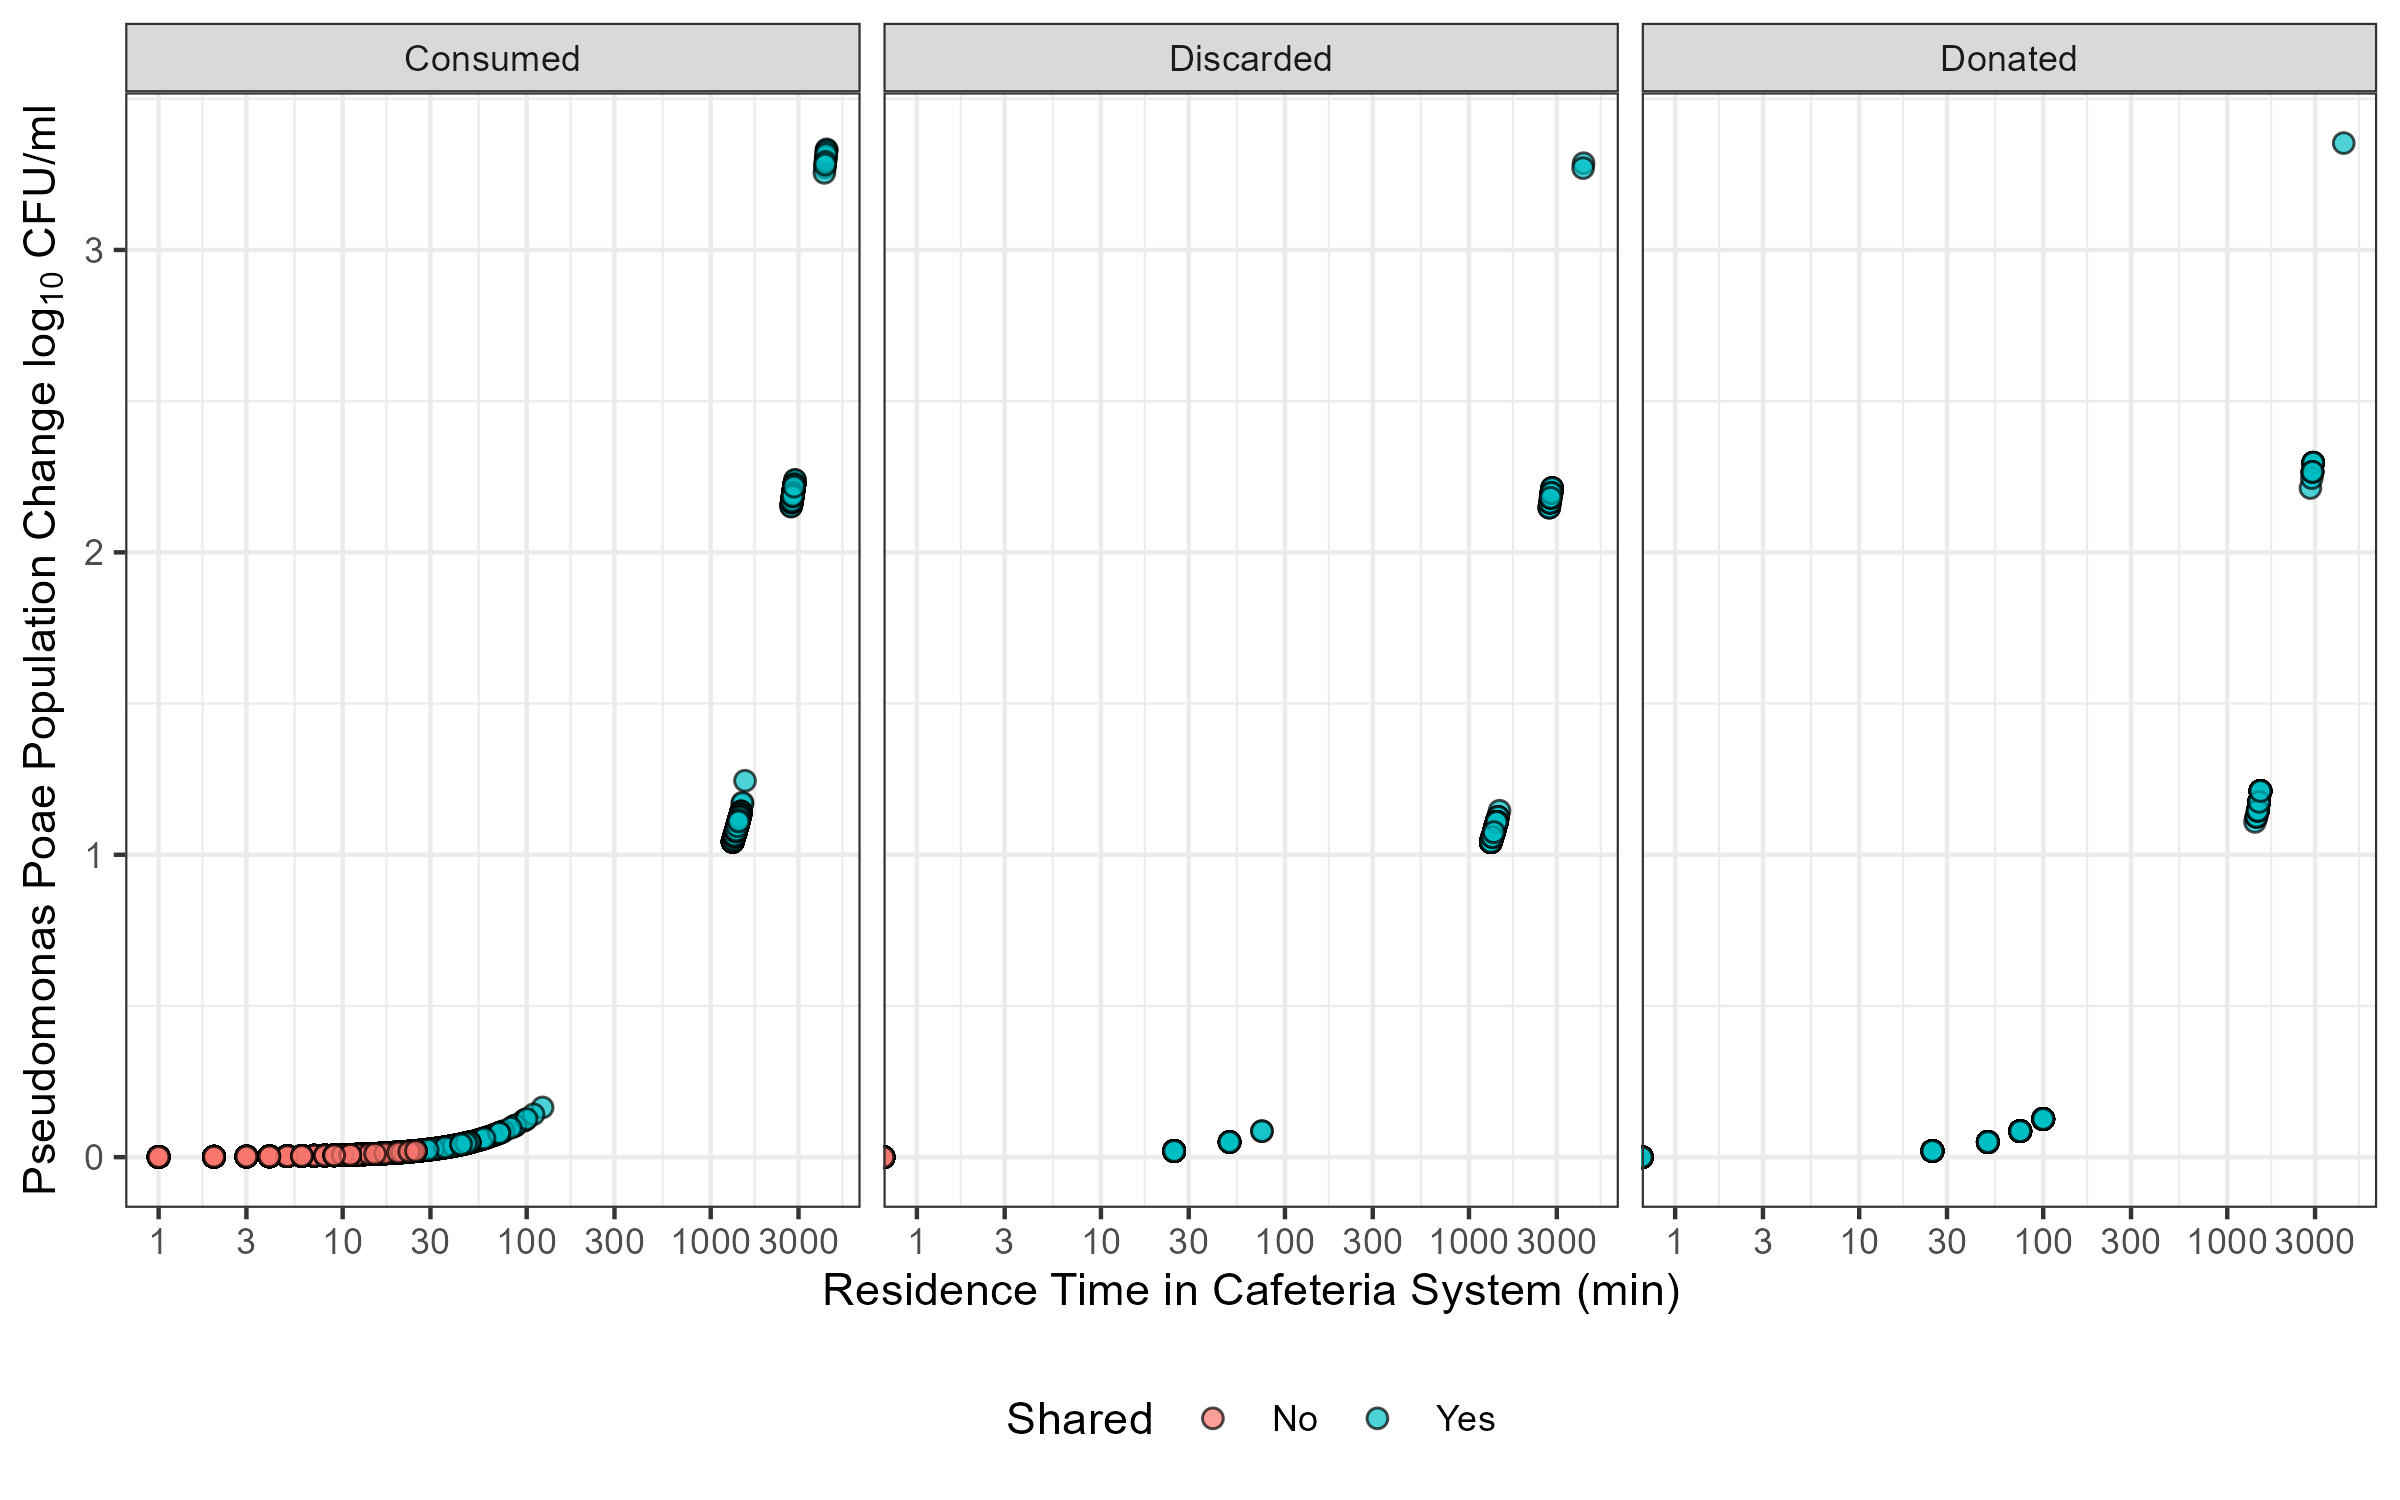 Consumed Discarded Donated
Pseudomonas Poae Population Change log₁₀ CFU/ml
3
2
1
0
1 3 10 30 100 300 1000 3000 1 3 10 30 100 300 1000 3000 1 3 10 30 100 300 1000 3000
Residence Time in Cafeteria System (min)
Shared No Yes